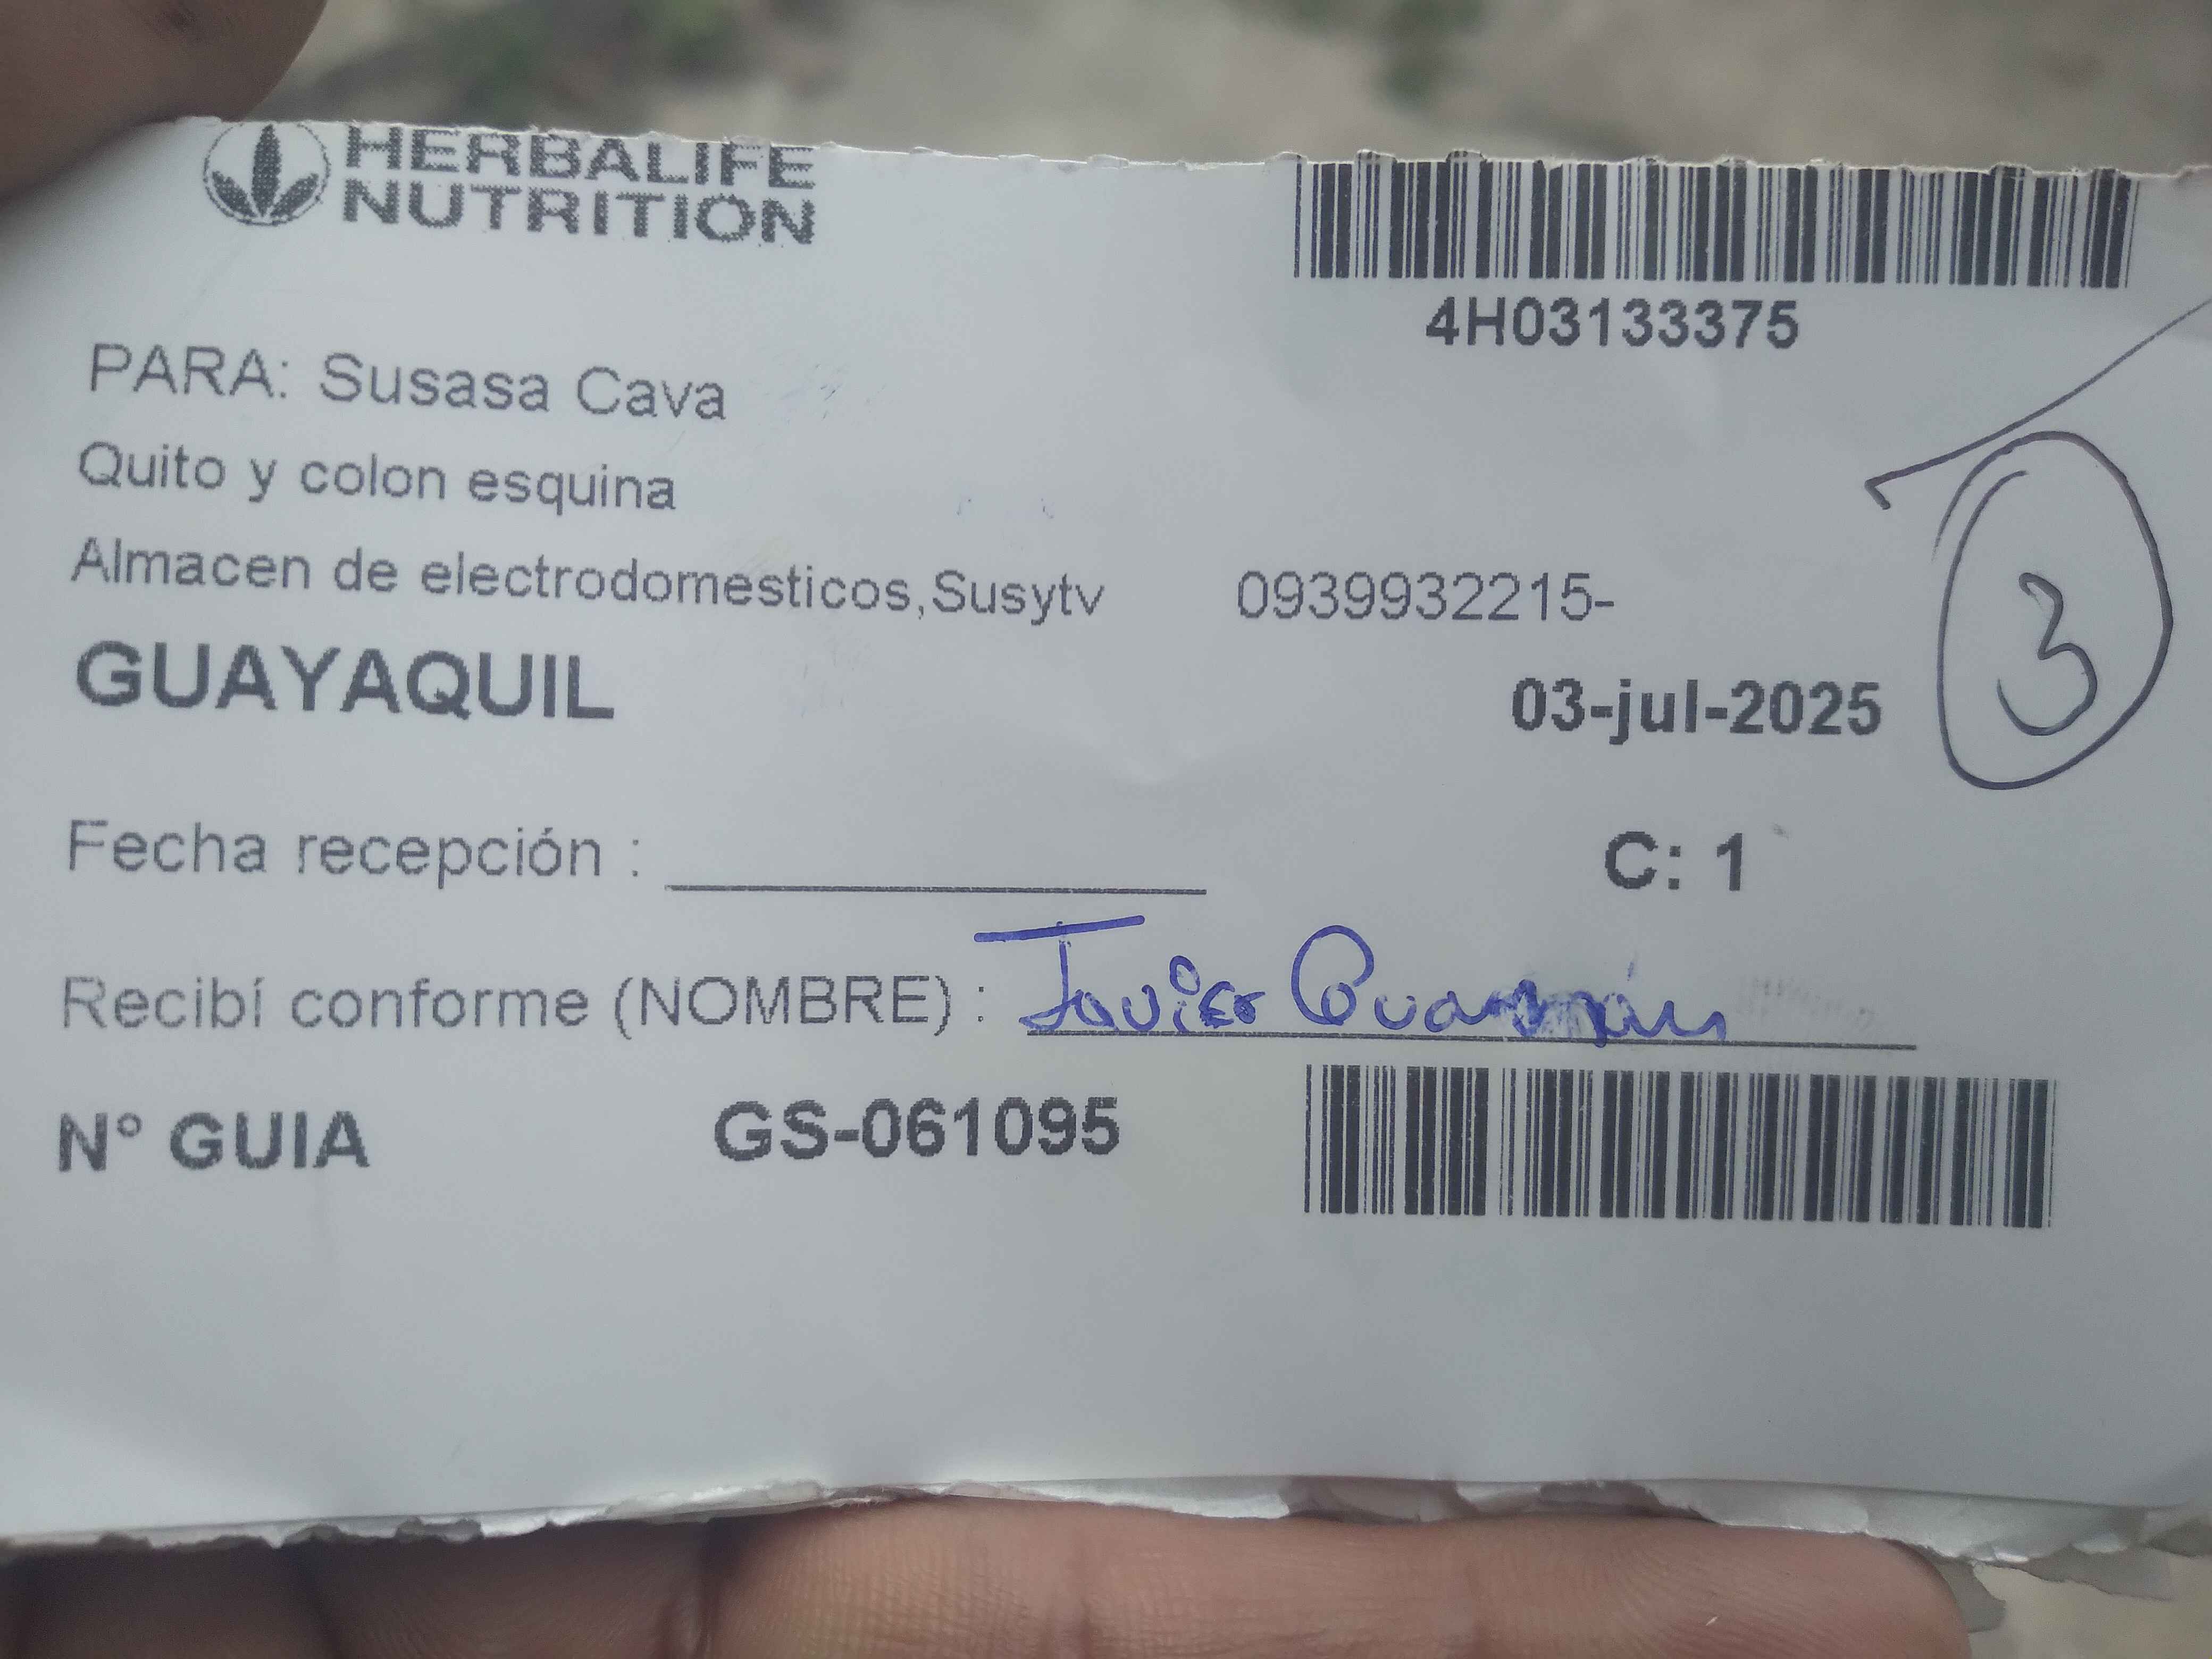 HERBALIFE
NUTRITION
4H03133375
PARA: Susasa Cava
Quito y colon esquina
Almacen de electrodomesticos,Susytv 0939932215-
GUAYAQUIL 03-jul-2025
3
Fecha recepción :
C: 1
Recibí conforme (NOMBRE) : Javier
N° GUIA GS-061095